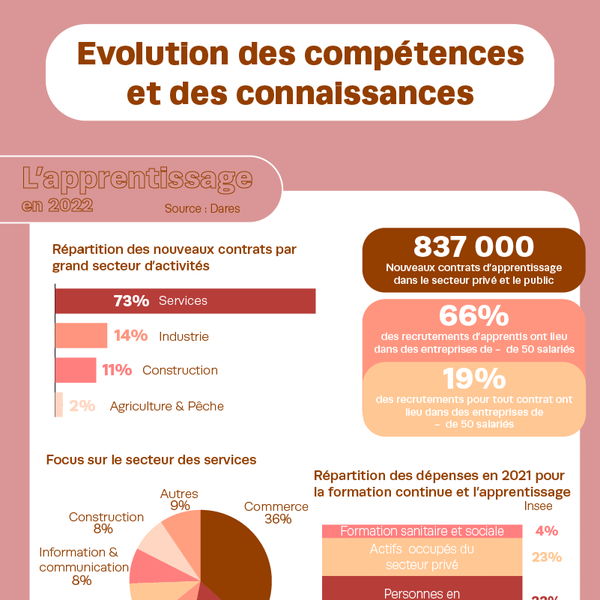 Evolution des compétences
et des connaissances
L'apprentissage
en 2022
Source : Dares
Répartition des nouveaux contrats par
grand secteur d'activités
73% Services
14% Industrie
11% Construction
2% Agriculture & Pêche
837 000
Nouveaux contrats d'apprentissage
dans le secteur privé et le public
66%
des recrutements d'apprentis ont lieu
dans des entreprises de - de 50 salariés
19%
des recrutements pour tout contrat ont
lieu dans des entreprises de
- de 50 salariés
Focus sur le secteur des services
Autres
9%
Commerce
36%
Construction
8%
Information &
communication
8%
Répartition des dépenses en 2021 pour
la formation continue et l'apprentissage
Insee
Formation sanitaire et sociale 4%
Actifs occupés du
secteur privé
23%
Personnes en